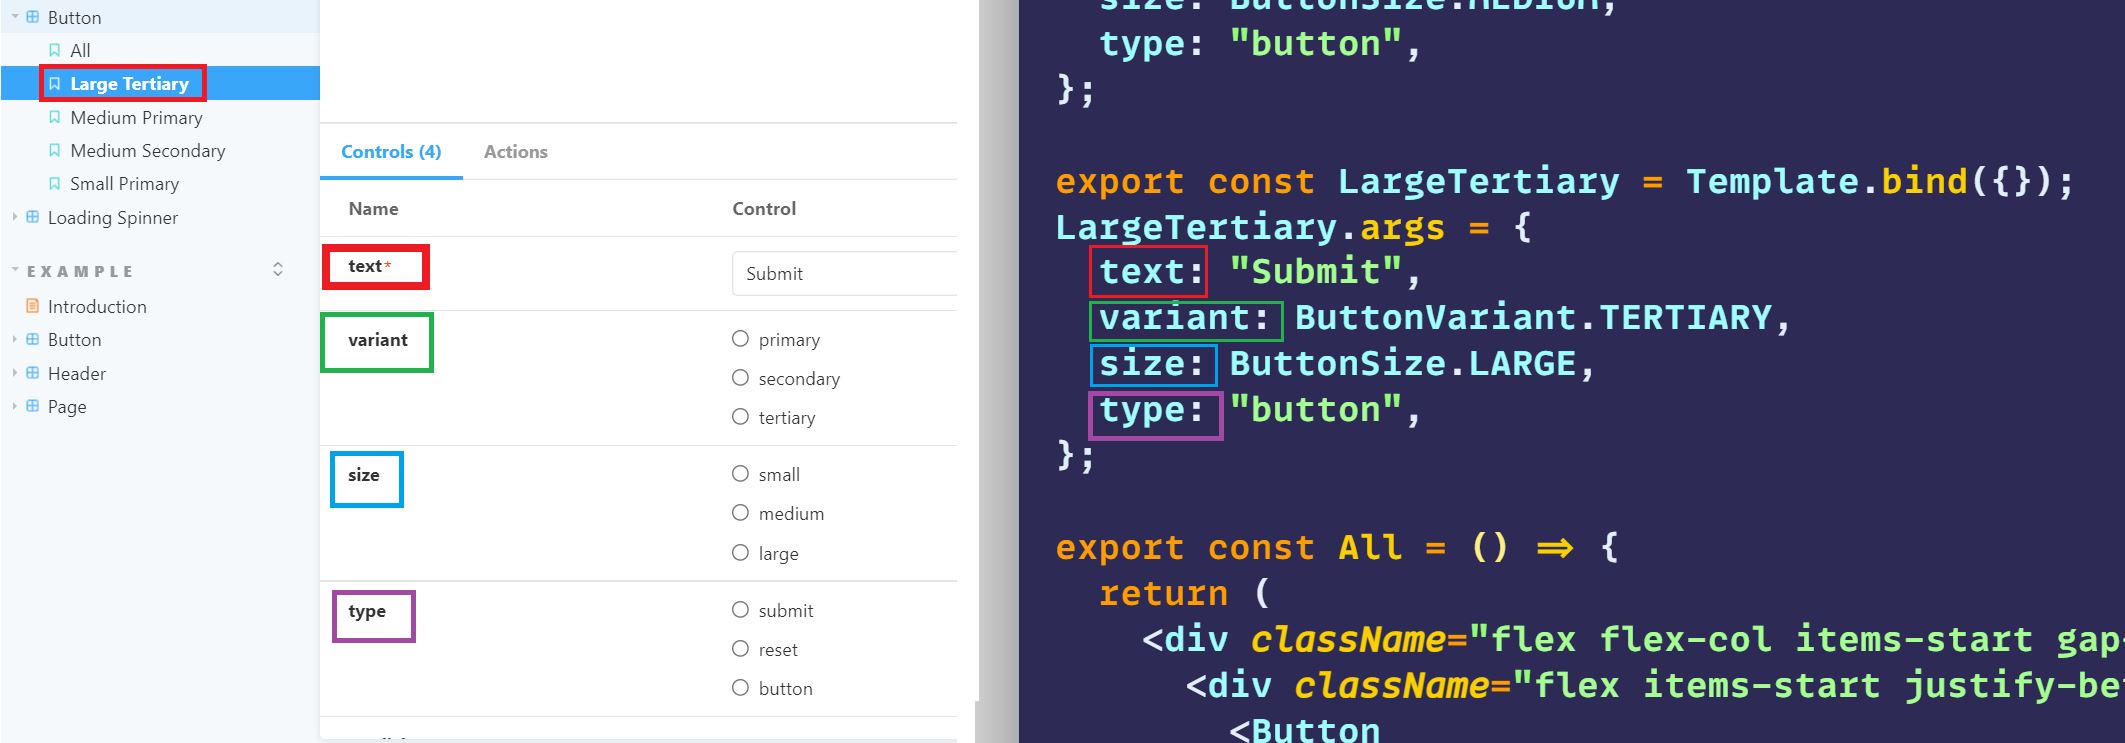 Button
All
Large Tertiary
Medium Primary
Medium Secondary
Small Primary
Loading Spinner
EXAMPLE
Introduction
Button
Header
Page
Controls (4)
Actions
Name
Control
text*
Submit
variant
primary
secondary
tertiary
size
small
medium
large
type
submit
reset
button
size: ButtonSize.MEDIUM,
type: "button",
};
export const LargeTertiary = Template.bind({});
LargeTertiary.args = {
text: "Submit",
variant: ButtonVariant.TERTIARY,
size: ButtonSize.LARGE,
type: "button",
};
export const All = () => {
return (
<div className="flex flex-col items-start gap-
<div className="flex items-start justify-be
<Button